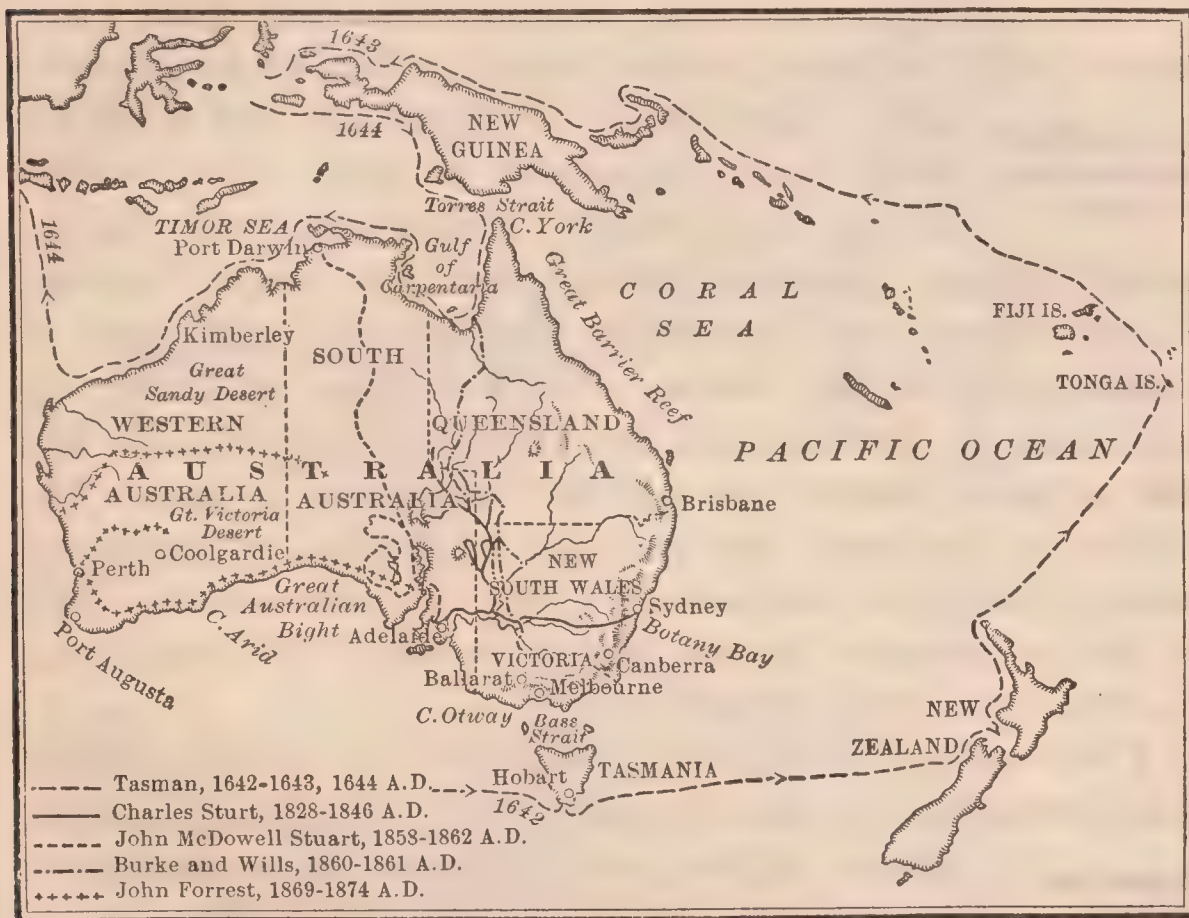 1643
1644
NEW
GUINEA
Torres Strait
C. York
TIMOR SEA
Port Darwin
1644
Gulf
of
Carpentaria
Great Barrier Reef
CORAL
SEA
FIJI IS.
TONGA IS.
Kimberley
Great
Sandy Desert
SOUTH
WESTERN
QUEENSLAND
PACIFIC OCEAN
AUSTRALIA
AUSTRALIA
AUSTRALIA
Gt. Victoria
Desert
Brisbane
Coolgardie
Perth
NEW
SOUTH WALES
Great
Australian
Bight
C. Arid
Port Augusta
Adelaide
Sydney
Botany Bay
VICTORIA
Canberra
Ballarat
Melbourne
C. Otway
Bass
Strait
NEW
ZEALAND
Hobart
TASMANIA
1642
Tasman, 1642-1643, 1644 A.D.
Charles Sturt, 1828-1846 A.D.
John McDowell Stuart, 1858-1862 A.D.
Burke and Wills, 1860-1861 A.D.
John Forrest, 1869-1874 A.D.